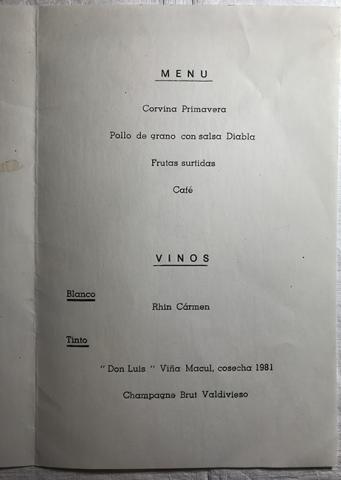 MENU
Corvina Primavera
Pollo de grano con salsa Diabla
Frutas surtidas
Café
VINOS
Blanco
Rhin Cármen
Tinto
" Don Luis " Viña Macul, cosecha 1981
Champagne Brut Valdivieso